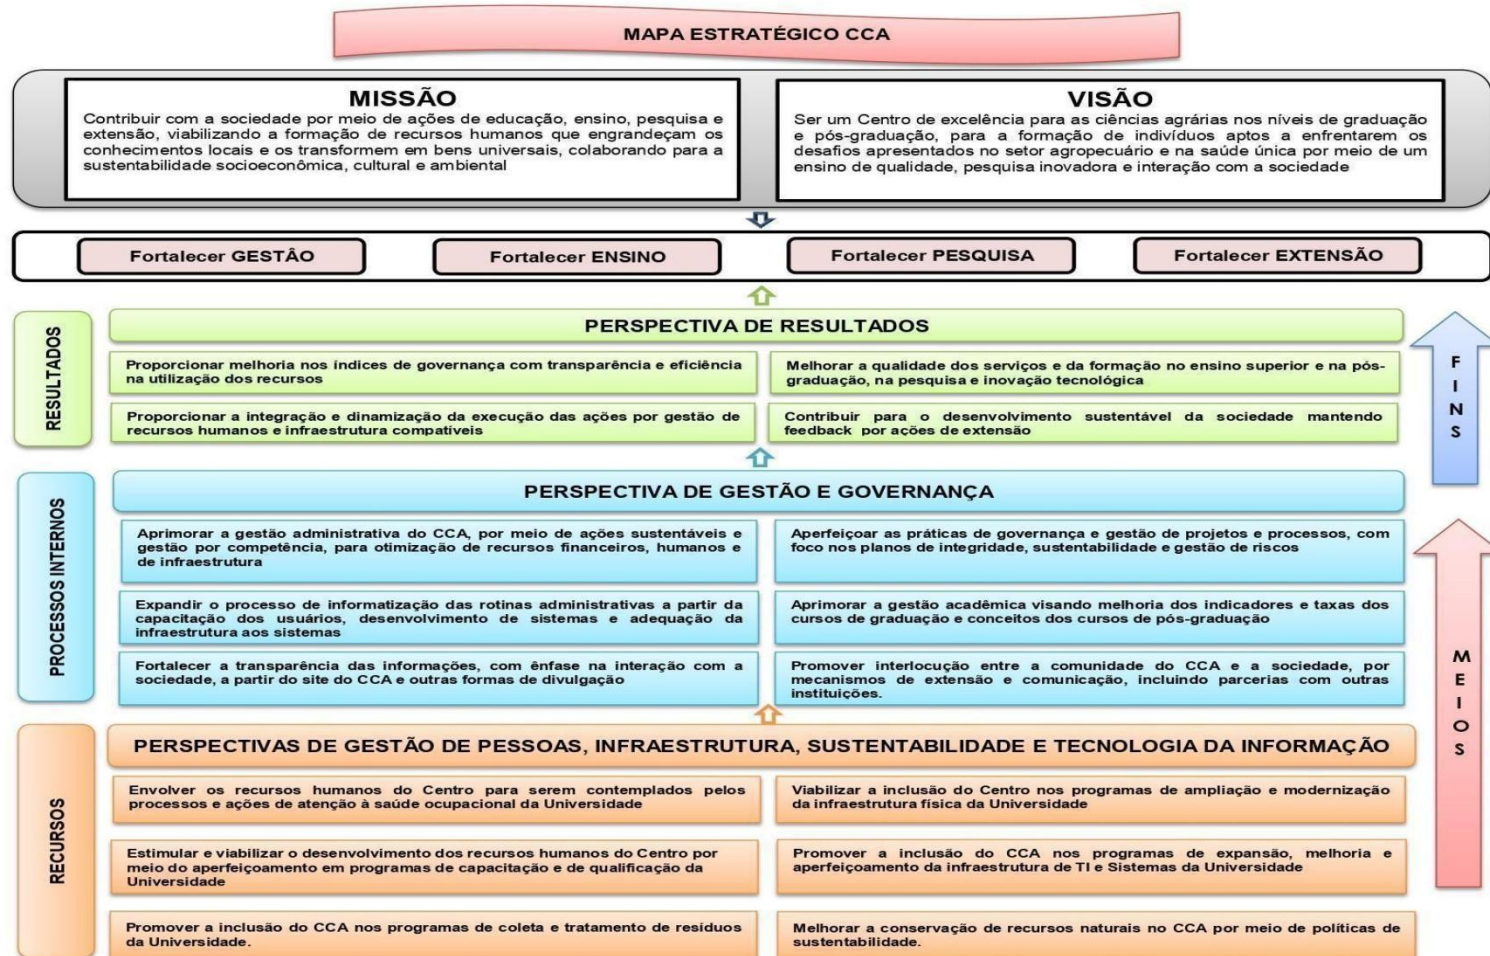 MAPA ESTRATÉGICO CCA
MISSÃO
Contribuir com a sociedade por meio de ações de educação, ensino, pesquisa e
extensão, viabilizando a formação de recursos humanos que engrandeçam os
conhecimentos locais e os transformem em bens universais, colaborando para a
sustentabilidade socioeconômica, cultural e ambiental
VISÃO
Ser um Centro de excelência para as ciências agrárias nos níveis de graduação
e pós-graduação, para a formação de indivíduos aptos a enfrentarem os
desafios apresentados no setor agropecuário e na saúde única por meio de um
ensino de qualidade, pesquisa inovadora e interação com a sociedade
Fortalecer GESTÂO
Fortalecer ENSINO
Fortalecer PESQUISA
Fortalecer EXTENSÃO
RESULTADOS
PERSPECTIVA DE RESULTADOS
Proporcionar melhoria nos índices de governança com transparência e eficiência
na utilização dos recursos
Melhorar a qualidade dos serviços e da formação no ensino superior e na pós-
graduação, na pesquisa e inovação tecnológica
Proporcionar a integração e dinamização da execução das ações por gestão de
recursos humanos e infraestrutura compatíveis
Contribuir para o desenvolvimento sustentável da sociedade mantendo
feedback por ações de extensão
FINS
PROCESSOS INTERNOS
PERSPECTIVA DE GESTÃO E GOVERNANÇA
Aprimorar a gestão administrativa do CCA, por meio de ações sustentáveis e
gestão por competência, para otimização de recursos financeiros, humanos e
de infraestrutura
Aperfeiçoar as práticas de governança e gestão de projetos e processos, com
foco nos planos de integridade, sustentabilidade e gestão de riscos
Expandir o processo de informatização das rotinas administrativas a partir da
capacitação dos usuários, desenvolvimento de sistemas e adequação da
infraestrutura aos sistemas
Aprimorar a gestão acadêmica visando melhoria dos indicadores e taxas dos
cursos de graduação e conceitos dos cursos de pós-graduação
Fortalecer a transparência das informações, com ênfase na interação com a
sociedade, a partir do site do CCA e outras formas de divulgação
Promover interlocução entre a comunidade do CCA e a sociedade, por
mecanismos de extensão e comunicação, incluindo parcerias com outras
instituições.
MEIOS
RECURSOS
PERSPECTIVAS DE GESTÃO DE PESSOAS, INFRAESTRUTURA, SUSTENTABILIDADE E TECNOLOGIA DA INFORMAÇÃO
Envolver os recursos humanos do Centro para serem contemplados pelos
processos e ações de atenção à saúde ocupacional da Universidade
Viabilizar a inclusão do Centro nos programas de ampliação e modernização
da infraestrutura física da Universidade
Estimular e viabilizar o desenvolvimento dos recursos humanos do Centro por
meio do aperfeiçoamento em programas de capacitação e de qualificação da
Universidade
Promover a inclusão do CCA nos programas de expansão, melhoria e
aperfeiçoamento da infraestrutura de TI e Sistemas da Universidade
Promover a inclusão do CCA nos programas de coleta e tratamento de resíduos
da Universidade.
Melhorar a conservação de recursos naturais no CCA por meio de políticas de
sustentabilidade.